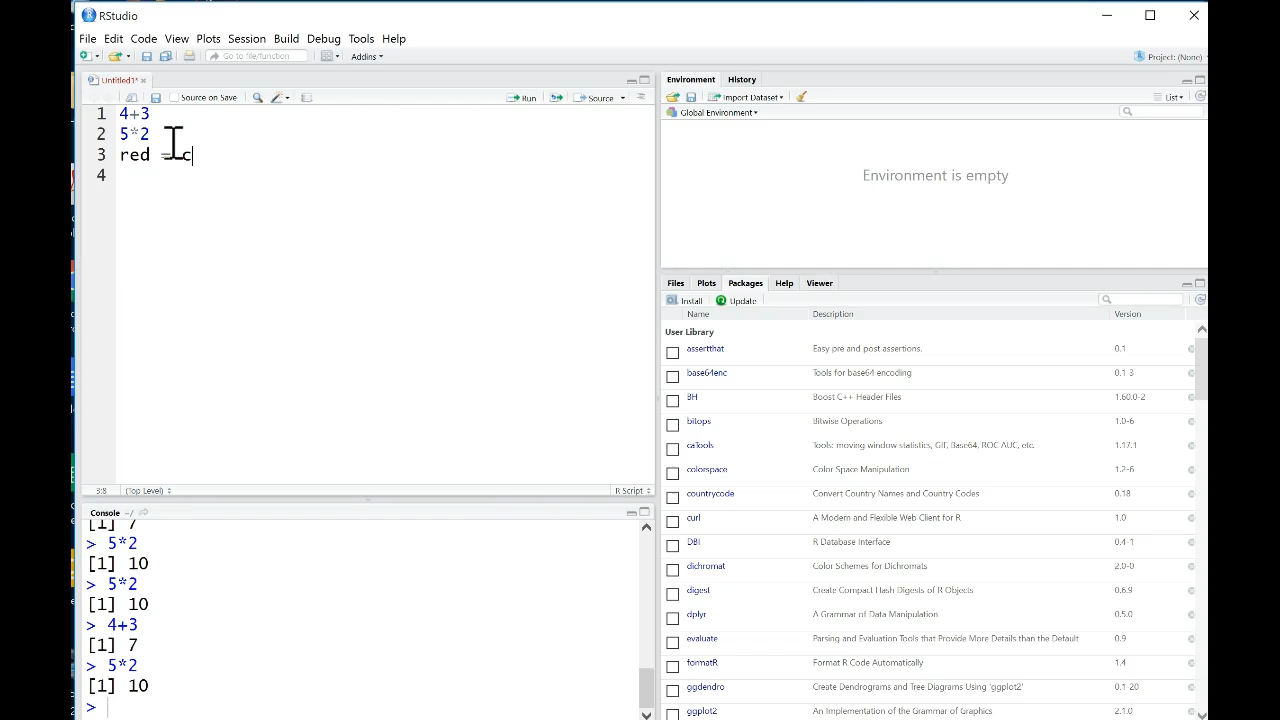 RStudio
File Edit Code View Plots Session Build Debug Tools Help
Go to file/function Addins Project: (None)
Untitled1*
Source on Save Run Source
1 4+3
2 5*2
3 red = c
4
3:8 (Top Level) R Script
Console ~/
[1] 7
> 5*2
[1] 10
> 5*2
[1] 10
> 4+3
[1] 7
> 5*2
[1] 10
>
Environment History
Import Dataset List
Global Environment
Environment is empty
Files Plots Packages Help Viewer
Install Update
Name Description Version
User Library
assertthat Easy pre and post assertions. 0.1
base64enc Tools for base64 encoding 0.1-3
BH Boost C++ Header Files 1.60.0-2
bitops Bitwise Operations 1.0-6
caTools Tools: moving window statistics, GIF, Base64, ROC AUC, etc. 1.17.1
colorspace Color Space Manipulation 1.2-6
countrycode Convert Country Names and Country Codes 0.18
curl A Modern and Flexible Web Client for R 1.0
DBI R Database Interface 0.4-1
dichromat Color Schemes for Dichromats 2.0-0
digest Create Compact Hash Digests of R Objects 0.6.9
dplyr A Grammar of Data Manipulation 0.5.0
evaluate Parsing and Evaluation Tools that Provide More Details than the Default 0.9
formatR Format R Code Automatically 1.4
ggdendro Create Dendrograms and Tree Diagrams Using 'ggplot2' 0.1-20
ggplot2 An Implementation of the Grammar of Graphics 2.1.0